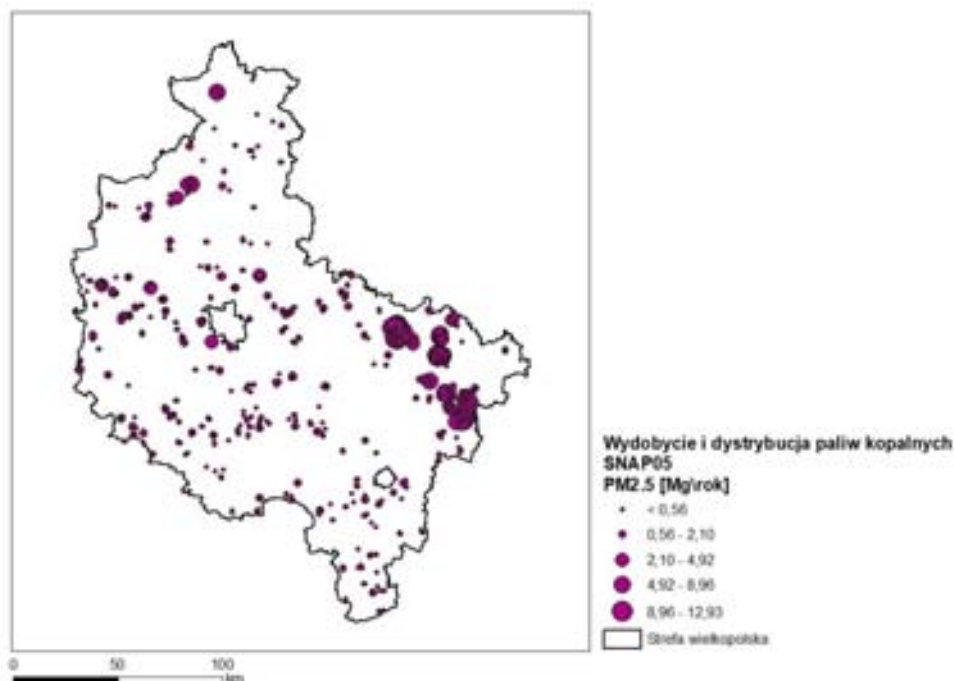 Wydobycie i dystrybucja paliw kopalnych
SNAP05
PM2.5 [Mg\rok]
< 0,56
0,56 - 2,10
2,10 - 4,92
4,92 - 8,96
8,96 - 12,93
Strefa wielkopolska
0 50 100
km